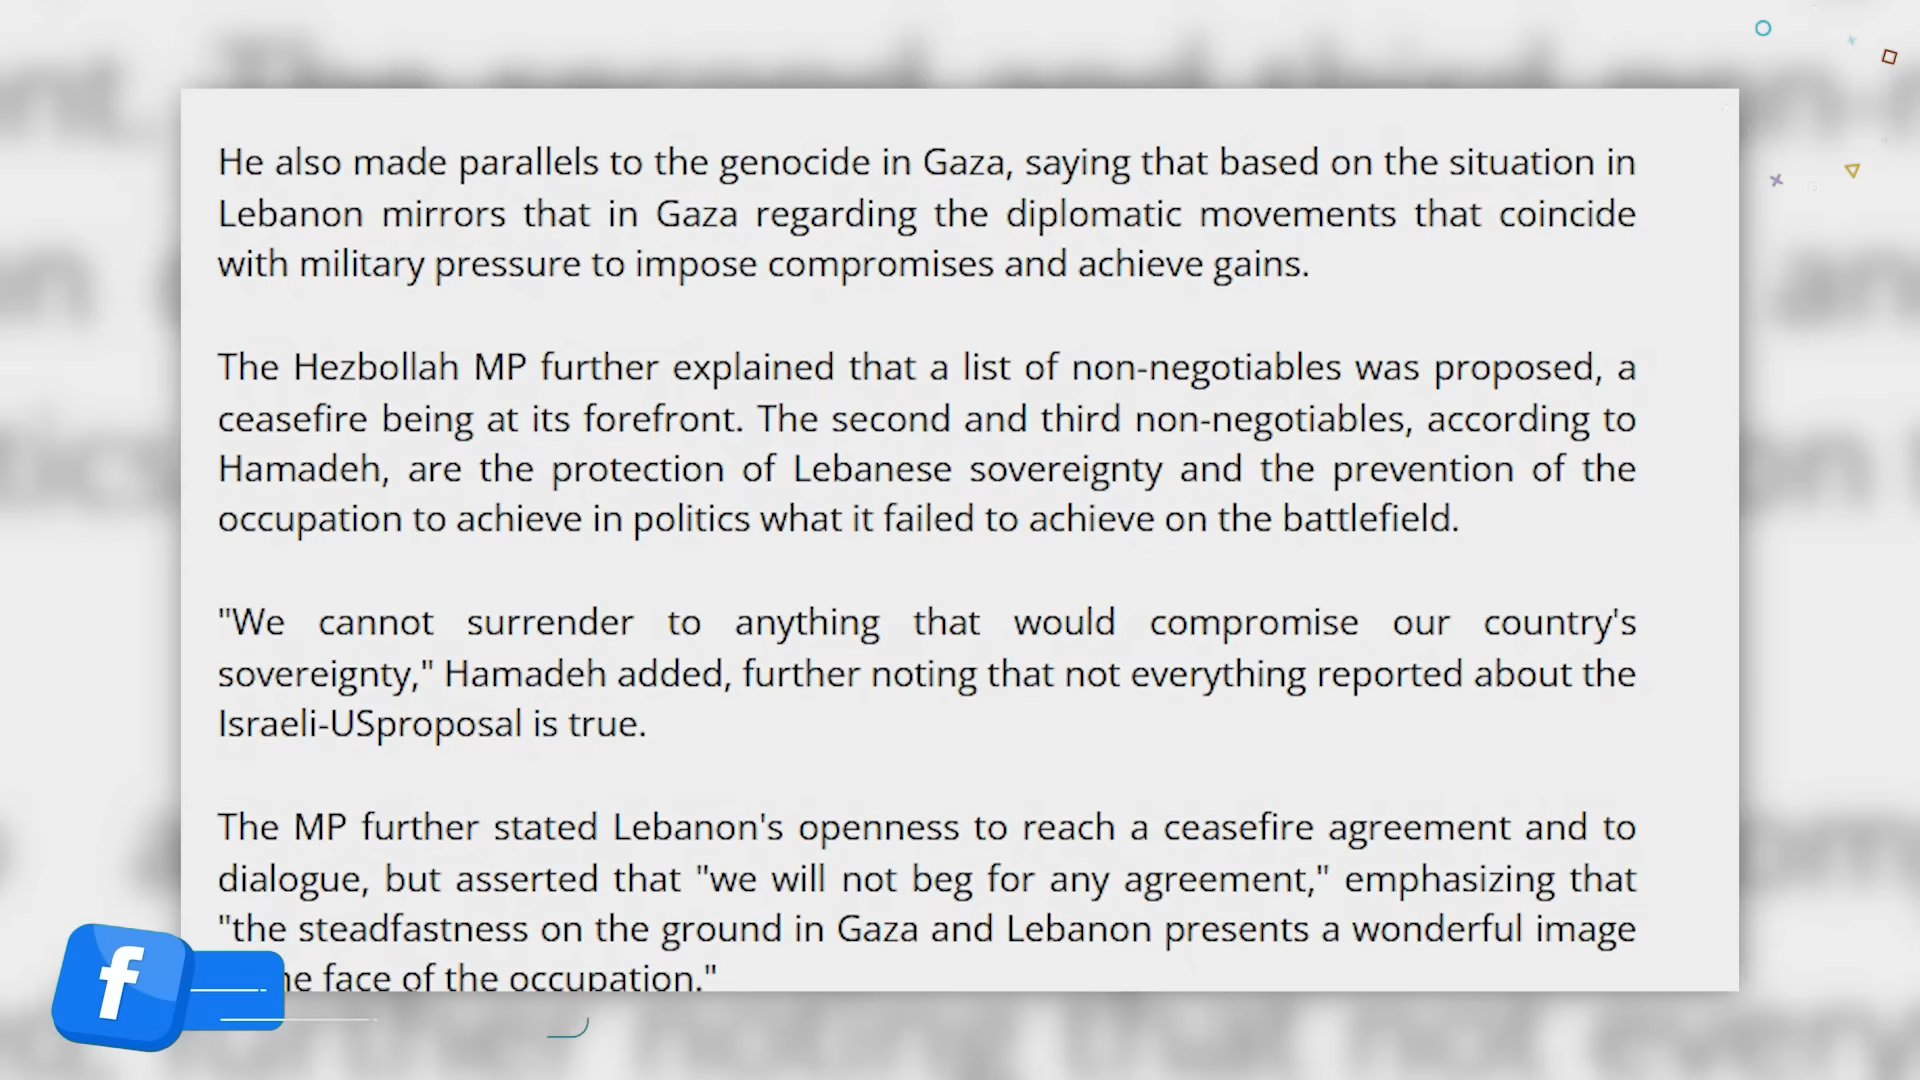 He also made parallels to the genocide in Gaza, saying that based on the situation in
Lebanon mirrors that in Gaza regarding the diplomatic movements that coincide
with military pressure to impose compromises and achieve gains.
The Hezbollah MP further explained that a list of non-negotiables was proposed, a
ceasefire being at its forefront. The second and third non-negotiables, according to
Hamadeh, are the protection of Lebanese sovereignty and the prevention of the
occupation to achieve in politics what it failed to achieve on the battlefield.
"We cannot surrender to anything that would compromise our country's
sovereignty," Hamadeh added, further noting that not everything reported about the
Israeli-USproposal is true.
The MP further stated Lebanon's openness to reach a ceasefire agreement and to
dialogue, but asserted that "we will not beg for any agreement," emphasizing that
"the steadfastness on the ground in Gaza and Lebanon presents a wonderful image
face of the occupation."